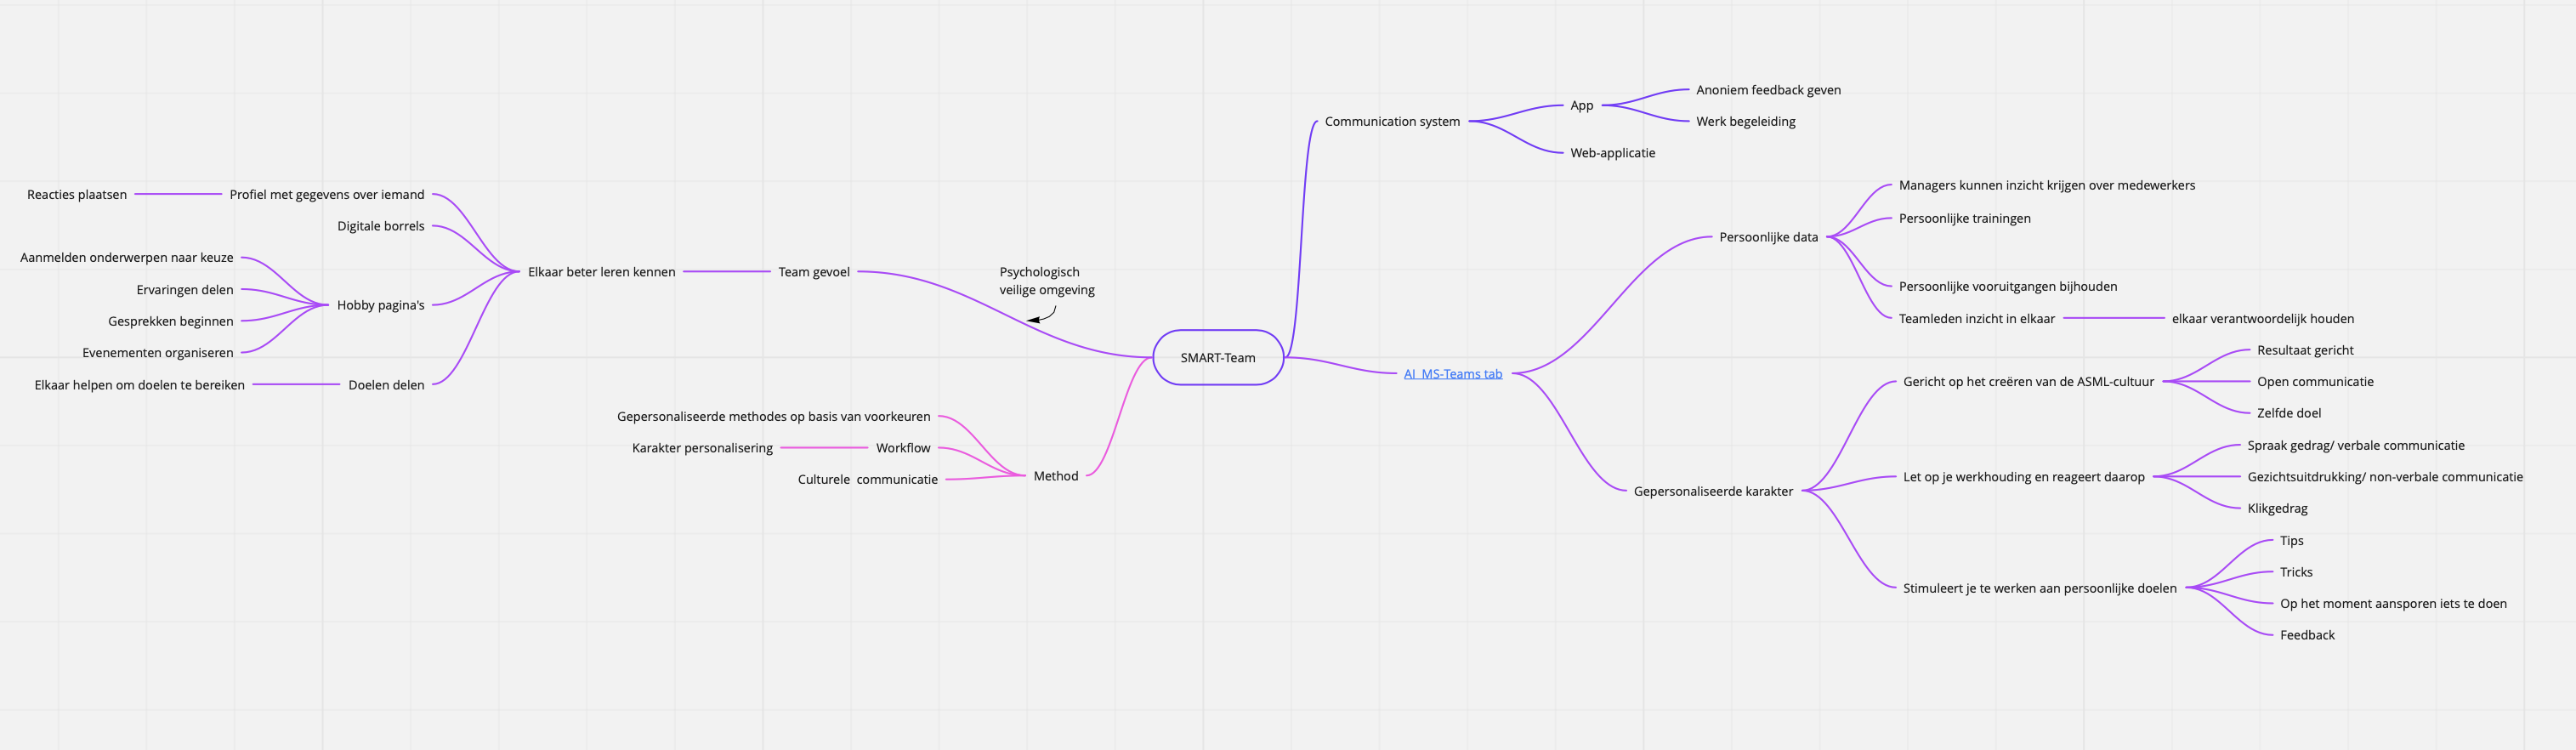 SMART-Team
Communication system
App
Anoniem feedback geven
Werk begeleiding
Web-applicatie
AI  MS-Teams tab
Persoonlijke data
Managers kunnen inzicht krijgen over medewerkers
Persoonlijke trainingen
Persoonlijke vooruitgangen bijhouden
Teamleden inzicht in elkaar
elkaar verantwoordelijk houden
Gepersonaliseerde karakter
Gericht op het creëren van de ASML-cultuur
Resultaat gericht
Open communicatie
Zelfde doel
Let op je werkhouding en reageert daarop
Spraak gedrag/ verbale communicatie
Gezichtsuitdrukking/ non-verbale communicatie
Klikgedrag
Stimuleert je te werken aan persoonlijke doelen
Tips
Tricks
Op het moment aansporen iets te doen
Feedback
Psychologisch
veilige omgeving
Team gevoel
Elkaar beter leren kennen
Profiel met gegevens over iemand
Reacties plaatsen
Digitale borrels
Hobby pagina's
Aanmelden onderwerpen naar keuze
Ervaringen delen
Gesprekken beginnen
Evenementen organiseren
Doelen delen
Elkaar helpen om doelen te bereiken
Method
Gepersonaliseerde methodes op basis van voorkeuren
Workflow
Karakter personalisering
Culturele  communicatie